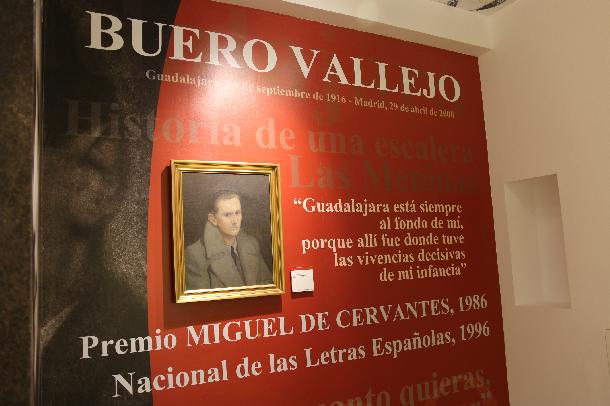 BUERO VALLEJO
Guadalajara, de septiembre de 1916 - Madrid, 29 de abril de 2000
Historia de una escalera
Las Meninas
“Guadalajara está siempre
al fondo de mí,
porque allí fue donde tuve
las vivencias decisivas
de mi infancia”
Premio MIGUEL DE CERVANTES, 1986
Nacional de las Letras Españolas, 1996
quieras,